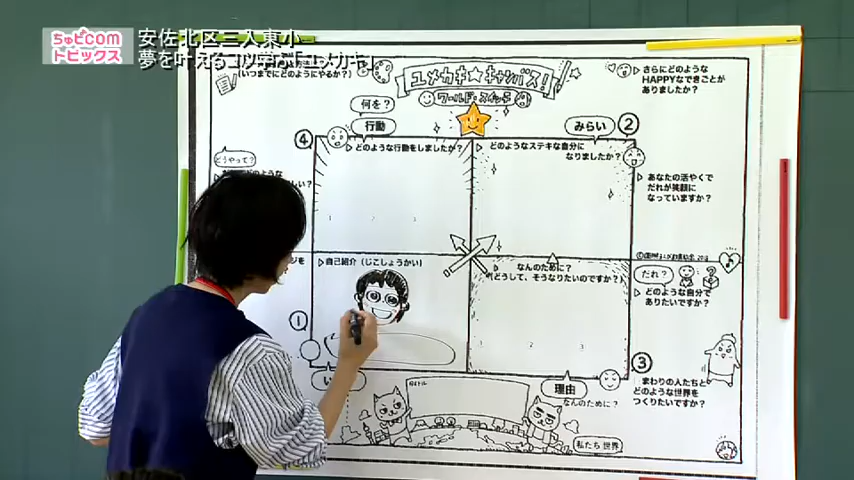 ちゅピCOM
トピックス
安佐北区三入東小
夢を叶えるコツ学ぶ「ユメカキ」
(いつまでにどのようにやるか?)
ユメカキ★キャンバス!
ワールド・スケッチ
さらにどのような
HAPPYなできごとが
ありましたか?
何を?
行動
④
どのような行動をしましたか?
みらい
②
どのようなステキな自分に
なりましたか?
どうやって?
あなたの活やくで
だれが笑顔に
なっていますか?
自己紹介(じこしょうかい)
なんのために?
(どうして、そうなりたいのですか?)
だれ?
どのような自分で
ありたいですか?
①
1 2 3
③
理由
なんのために?
まわりの人たちと
どのような世界を
つくりたいですか?
タイトル
私たち 世界